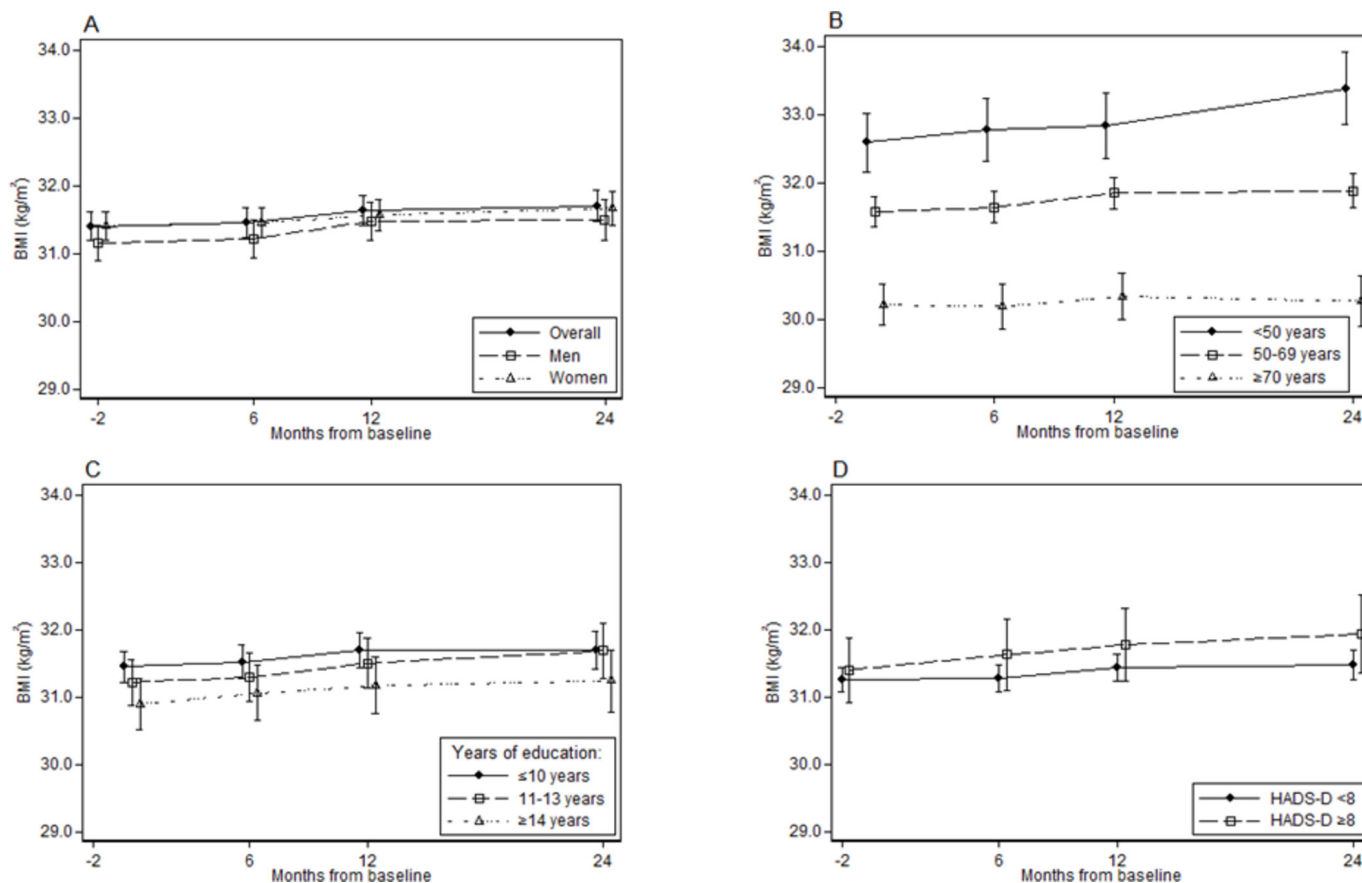 A
34.0
33.0
32.0
31.0
30.0
29.0
BMI (kg/m²)
Overall
Men
Women
-2 6 12 24
Months from baseline
B
34.0
33.0
32.0
31.0
30.0
29.0
BMI (kg/m²)
<50 years
50-69 years
≥70 years
-2 6 12 24
Months from baseline
C
34.0
33.0
32.0
31.0
30.0
29.0
BMI (kg/m²)
Years of education:
≤10 years
11-13 years
≥14 years
-2 6 12 24
Months from baseline
D
34.0
33.0
32.0
31.0
30.0
29.0
BMI (kg/m²)
HADS-D <8
HADS-D ≥8
-2 6 12 24
Months from baseline